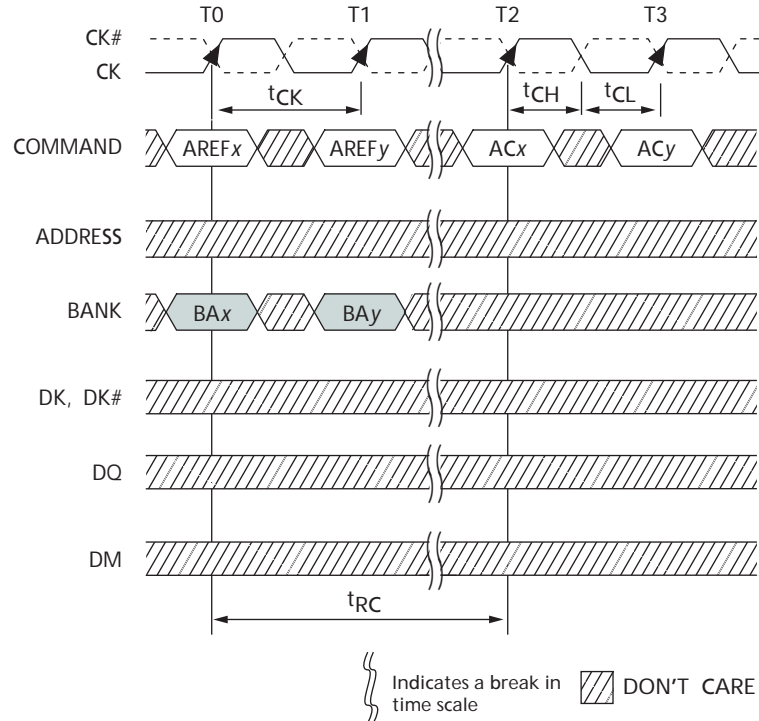 T0 T1 T2 T3
CK#
CK
tCK tCH tCL
COMMAND AREFx AREFy ACx ACy
ADDRESS
BANK BAx BAy
DK, DK#
DQ
DM
tRC
Indicates a break in
time scale
DON'T CARE